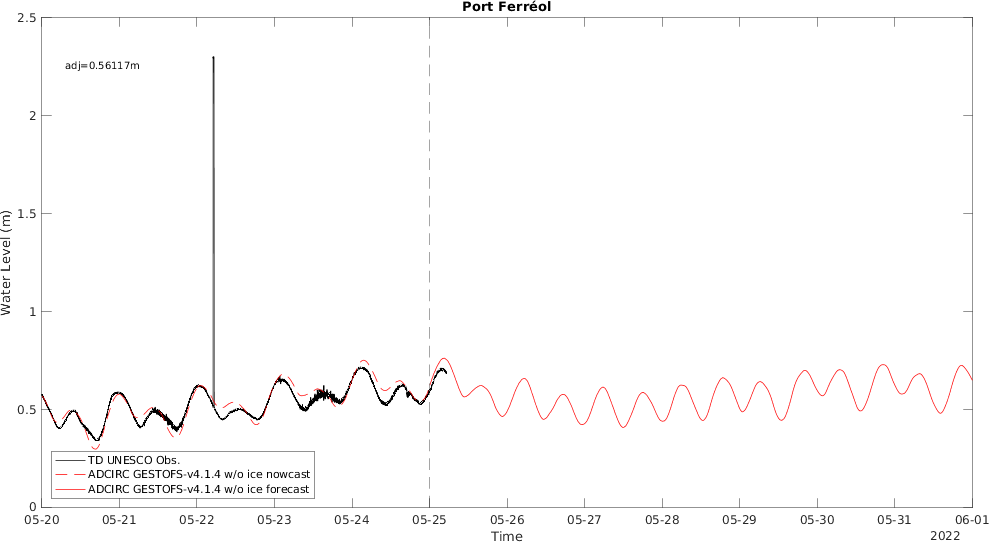 Port Ferréol
2.5
adj=0.56117m
2
1.5
Water Level (m)
1
0.5
TD UNESCO Obs.
ADCIRC GESTOFS-v4.1.4 w/o ice nowcast
ADCIRC GESTOFS-v4.1.4 w/o ice forecast
0
05-20 05-21 05-22 05-23 05-24 05-25 05-26 05-27 05-28 05-29 05-30 05-31 06-01
Time 2022